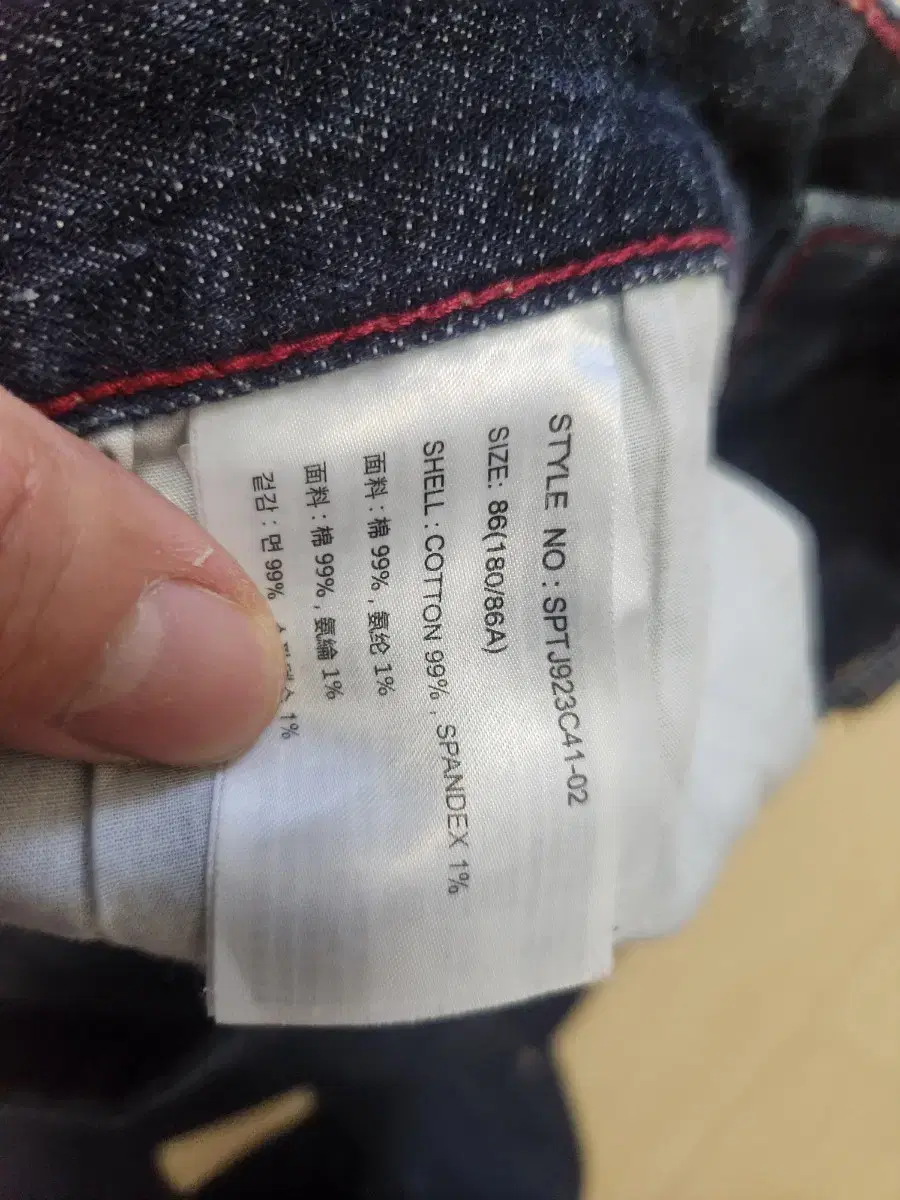 STYLE NO : SPTJ923C41-02
SIZE: 86(180/86A)
SHELL : COTTON 99% , SPANDEX 1%
面料 : 棉 99% , 氨纶 1%
面料 : 棉 99% , 氨綸 1%
겉감 : 면 99% 1%